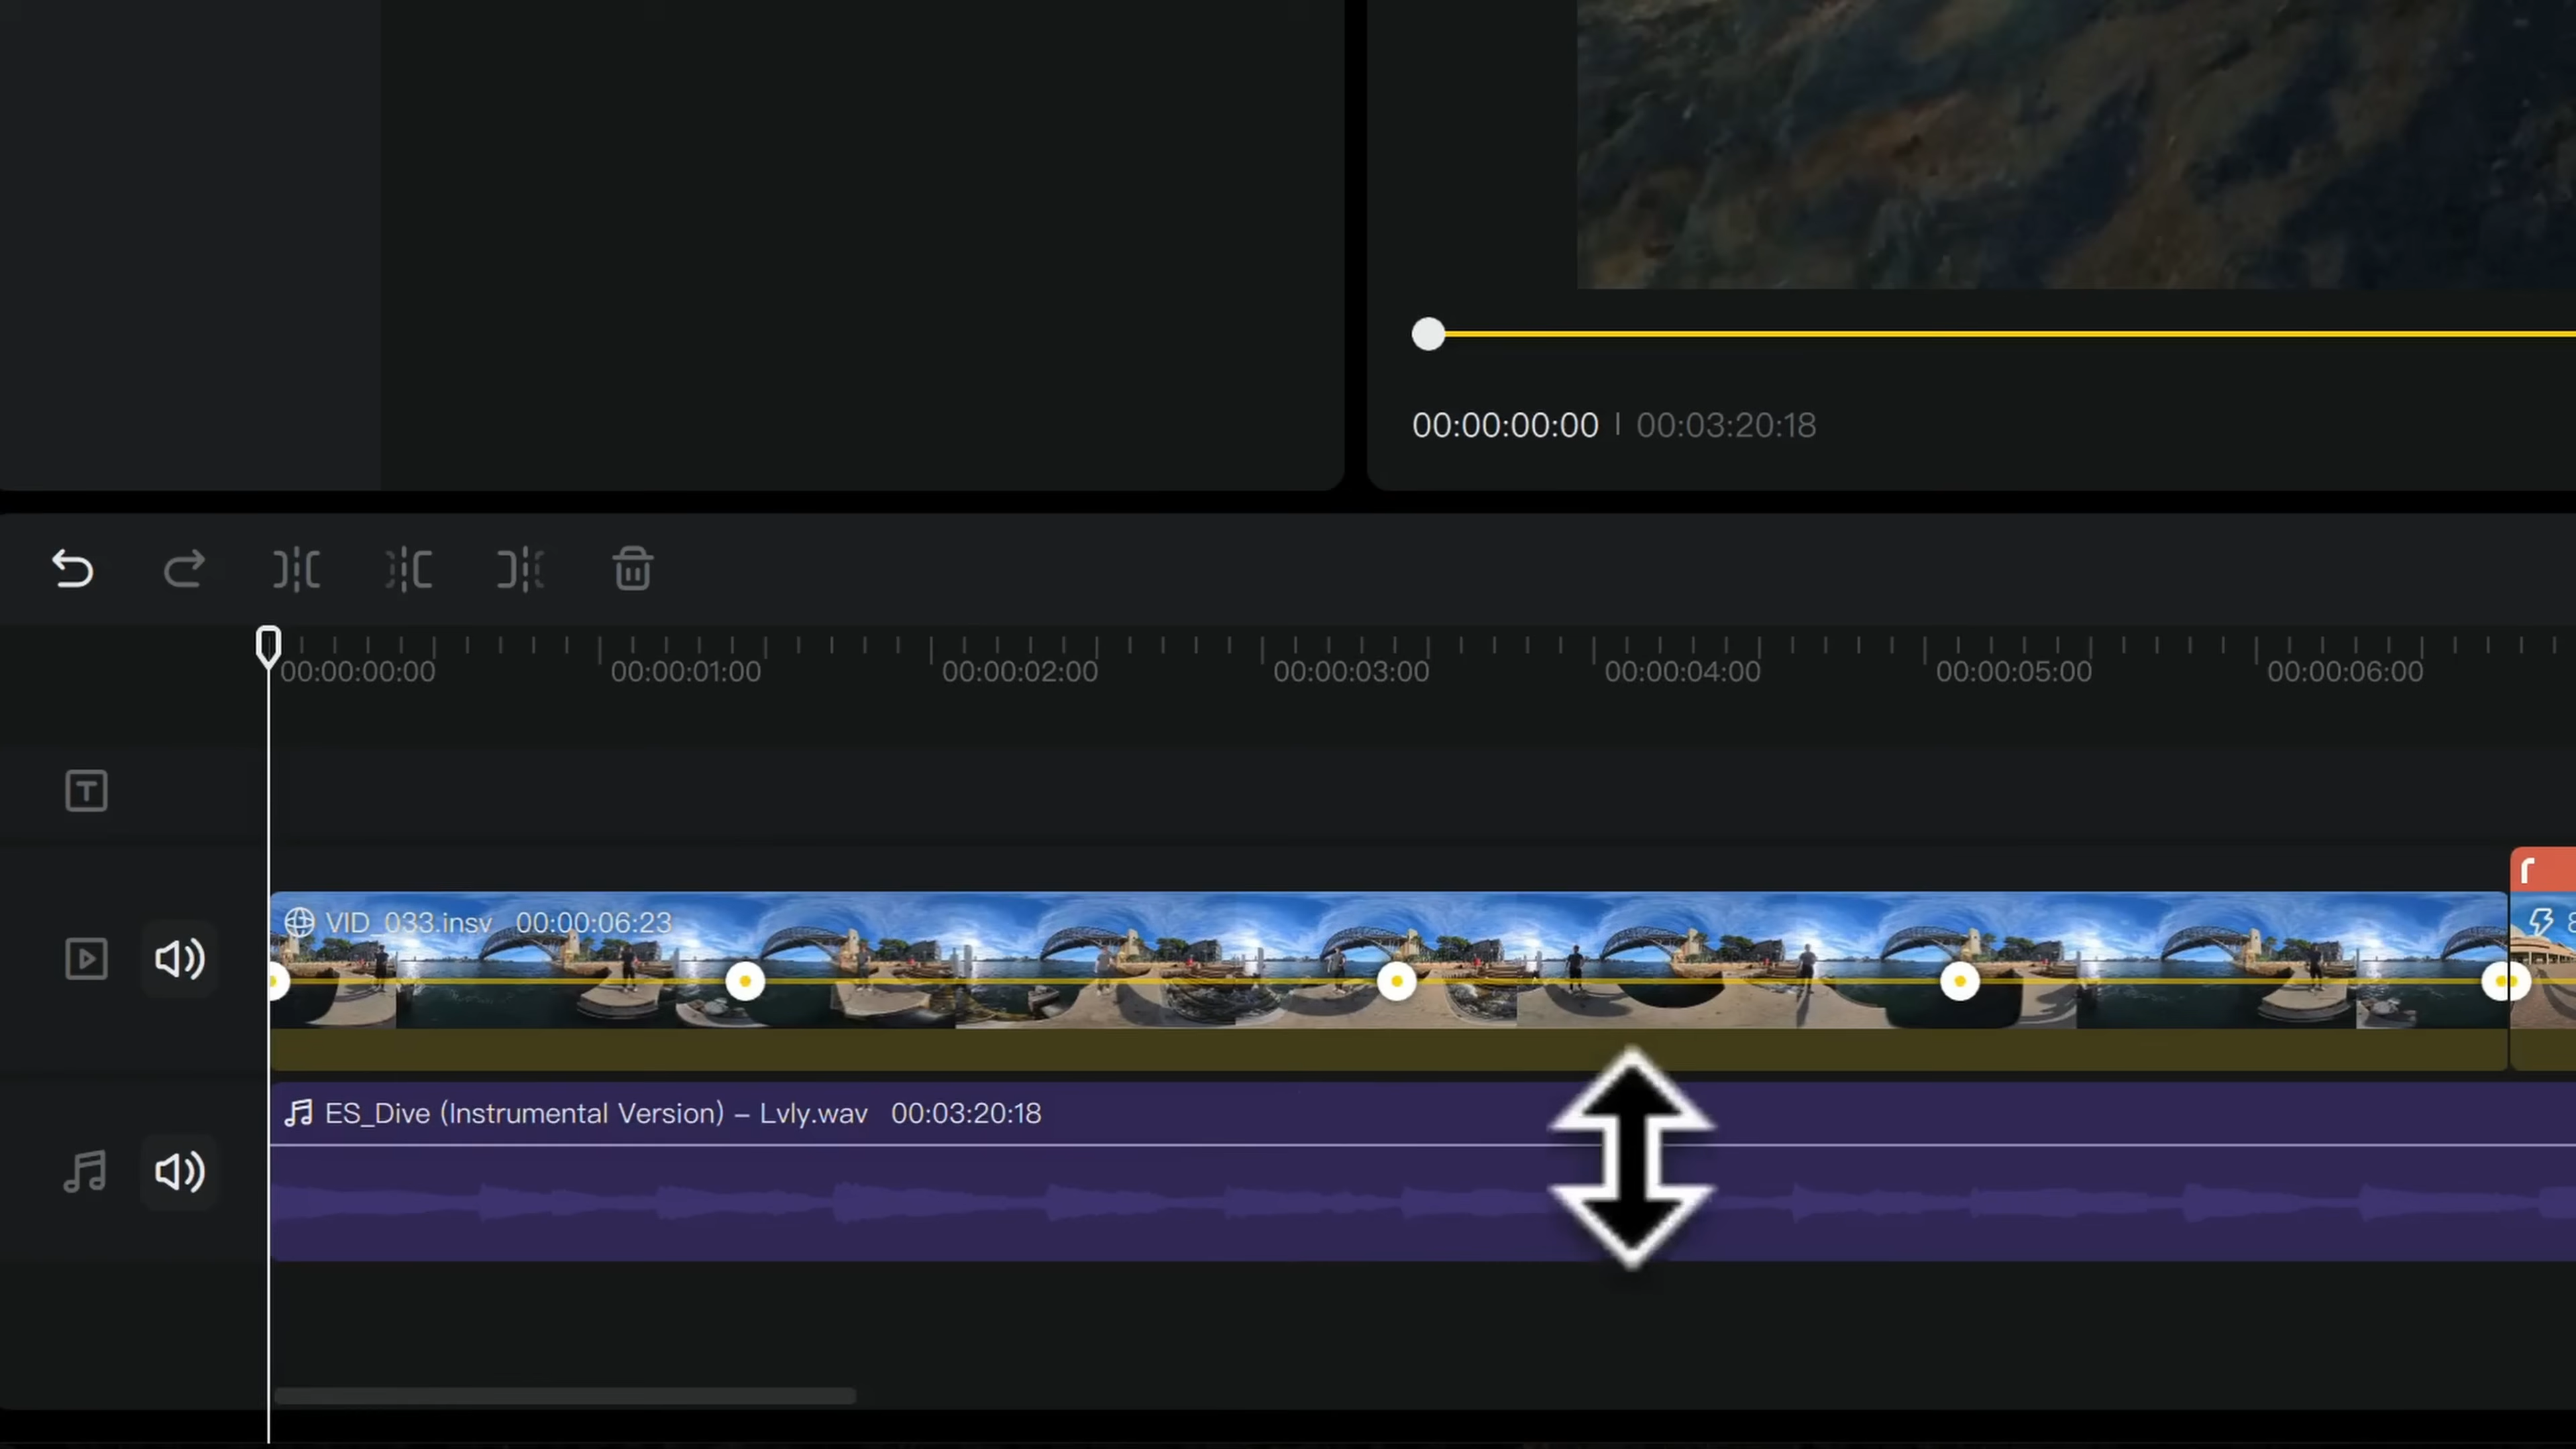 00:00:00:00 | 00:03:20:18
00:00:00:00 00:00:01:00 00:00:02:00 00:00:03:00 00:00:04:00 00:00:05:00 00:00:06:00
T
VID_033.insv 00:00:06:23
8
ES_Dive (Instrumental Version) – Lvly.wav 00:03:20:18